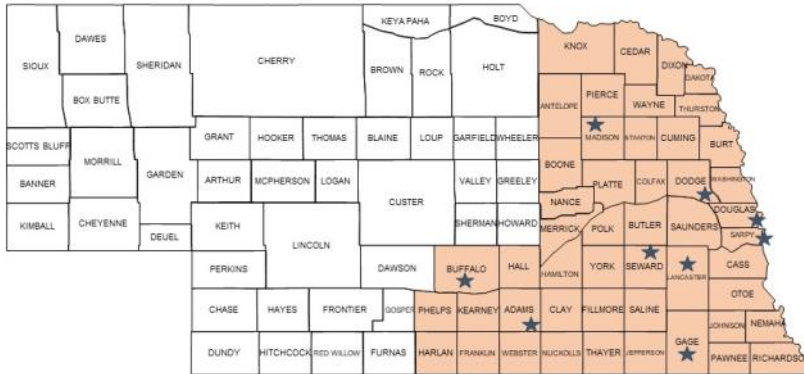 BOYD
KEYA PAHA
KNOX
CEDAR
DIXON
DAKOTA
SIOUX
DAWES
SHERIDAN
CHERRY
BROWN
ROCK
HOLT
BOX BUTTE
ANTELOPE
PIERCE
WAYNE
THURSTON
SCOTTS BLUFF
MORRILL
GARDEN
GRANT
HOOKER
THOMAS
BLAINE
LOUP
GARFIELD
WHEELER
MADISON
STANTON
CUMING
BURT
BANNER
ARTHUR
MCPHERSON
LOGAN
CUSTER
VALLEY
GREELEY
BOONE
PLATTE
COLFAX
DODGE
WASHINGTON
KIMBALL
CHEYENNE
DEUEL
KEITH
LINCOLN
SHERMAN
HOWARD
NANCE
MERRICK
POLK
BUTLER
SAUNDERS
DOUGLAS
SARPY
PERKINS
DAWSON
BUFFALO
HALL
HAMILTON
YORK
SEWARD
LANCASTER
CASS
OTOE
CHASE
HAYES
FRONTIER
GOSPER
PHELPS
KEARNEY
ADAMS
CLAY
FILLMORE
SALINE
JOHNSON
NEMAHA
DUNDY
HITCHCOCK
RED WILLOW
FURNAS
HARLAN
FRANKLIN
WEBSTER
NUCKOLLS
THAYER
JEFFERSON
GAGE
PAWNEE
RICHARDSON